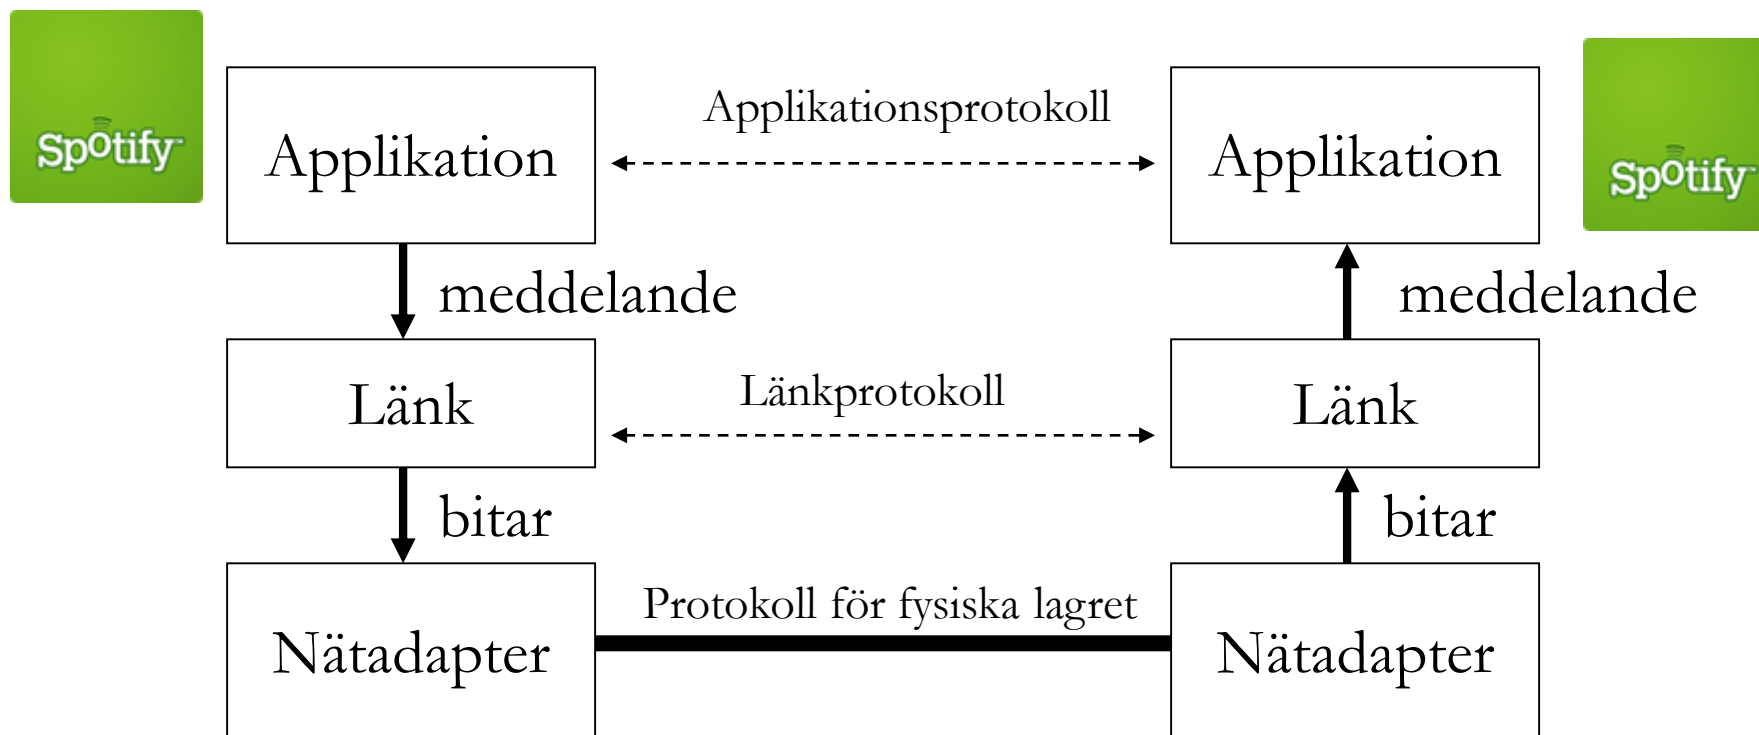 Spotify
Applikation
Applikationsprotokoll
Applikation
Spotify
meddelande
meddelande
Länk
Länkprotokoll
Länk
bitar
bitar
Nätadapter
Protokoll för fysiska lagret
Nätadapter